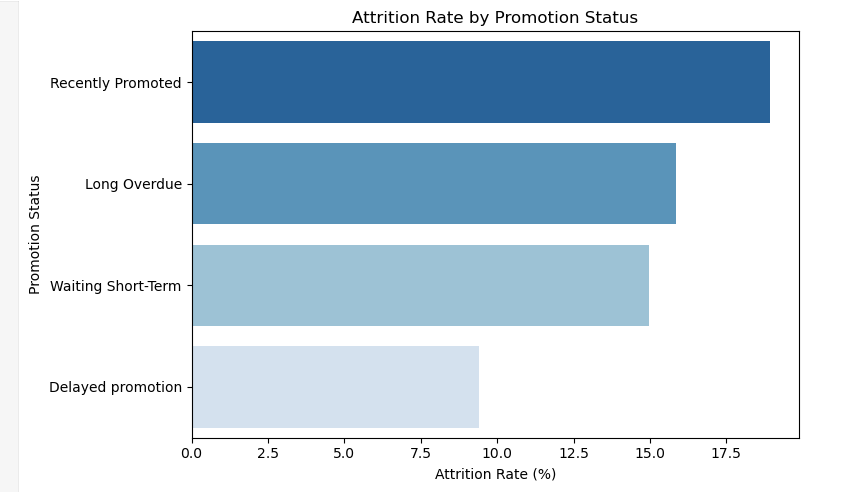 Attrition Rate by Promotion Status
Recently Promoted
Long Overdue
Waiting Short-Term
Delayed promotion
Promotion Status
0.0 2.5 5.0 7.5 10.0 12.5 15.0 17.5
Attrition Rate (%)